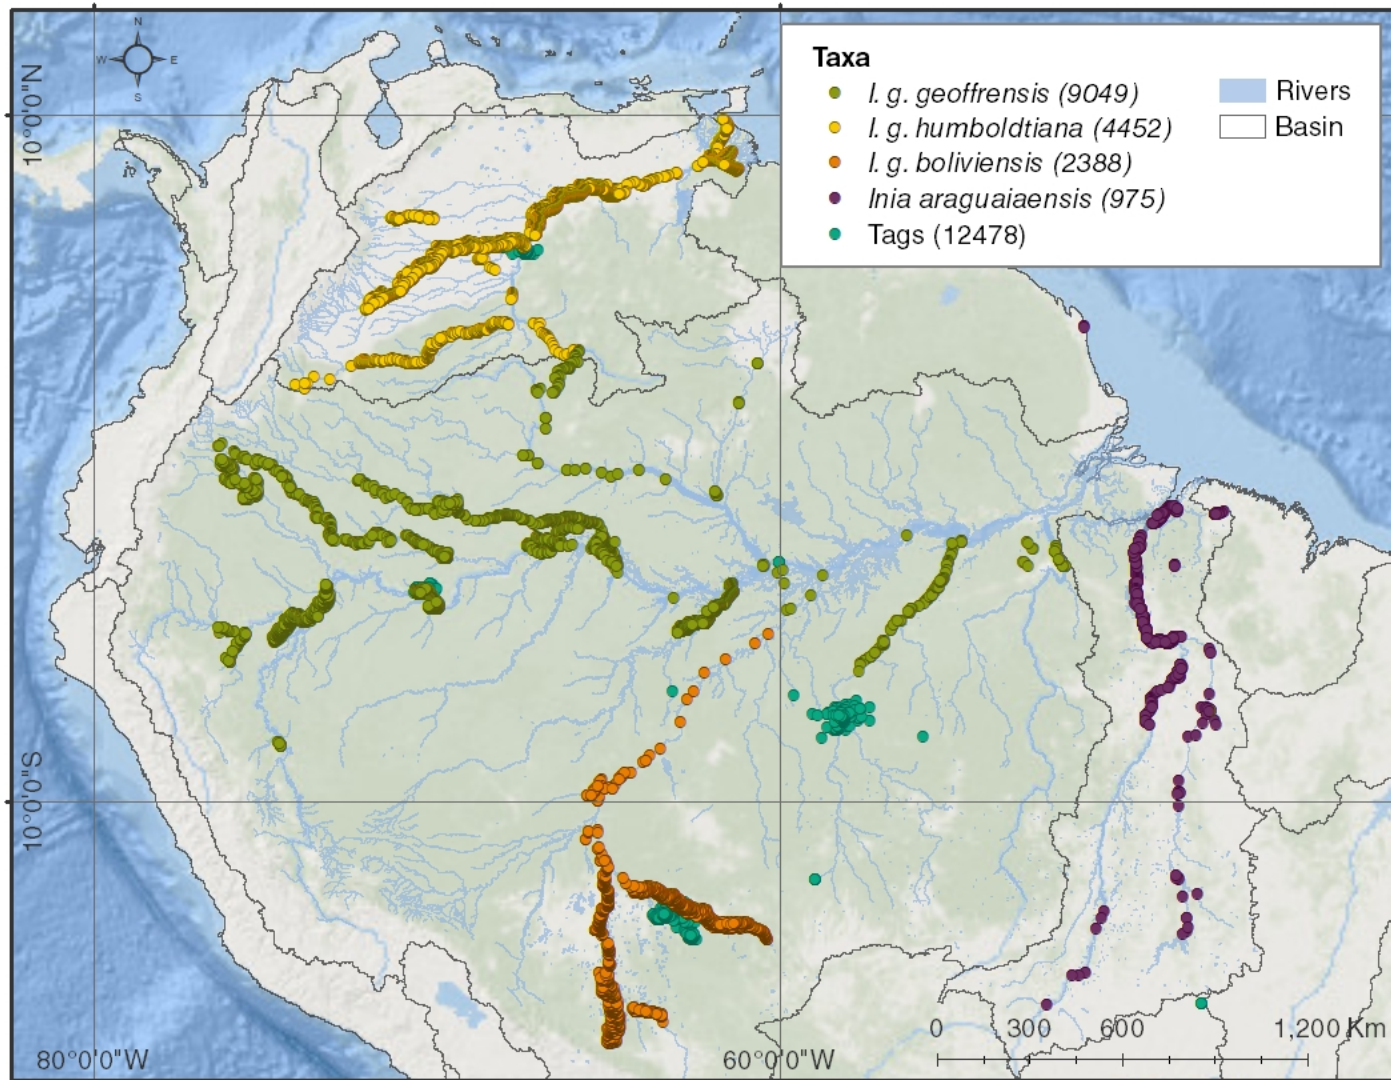 N
W E
S
Taxa
I. g. geoffrensis (9049)
I. g. humboldtiana (4452)
I. g. boliviensis (2388)
Inia araguaiaensis (975)
Tags (12478)
Rivers
Basin
10°0'0"N
10°0'0"S
80°0'0"W
60°0'0"W
0 300 600 1,200 Km